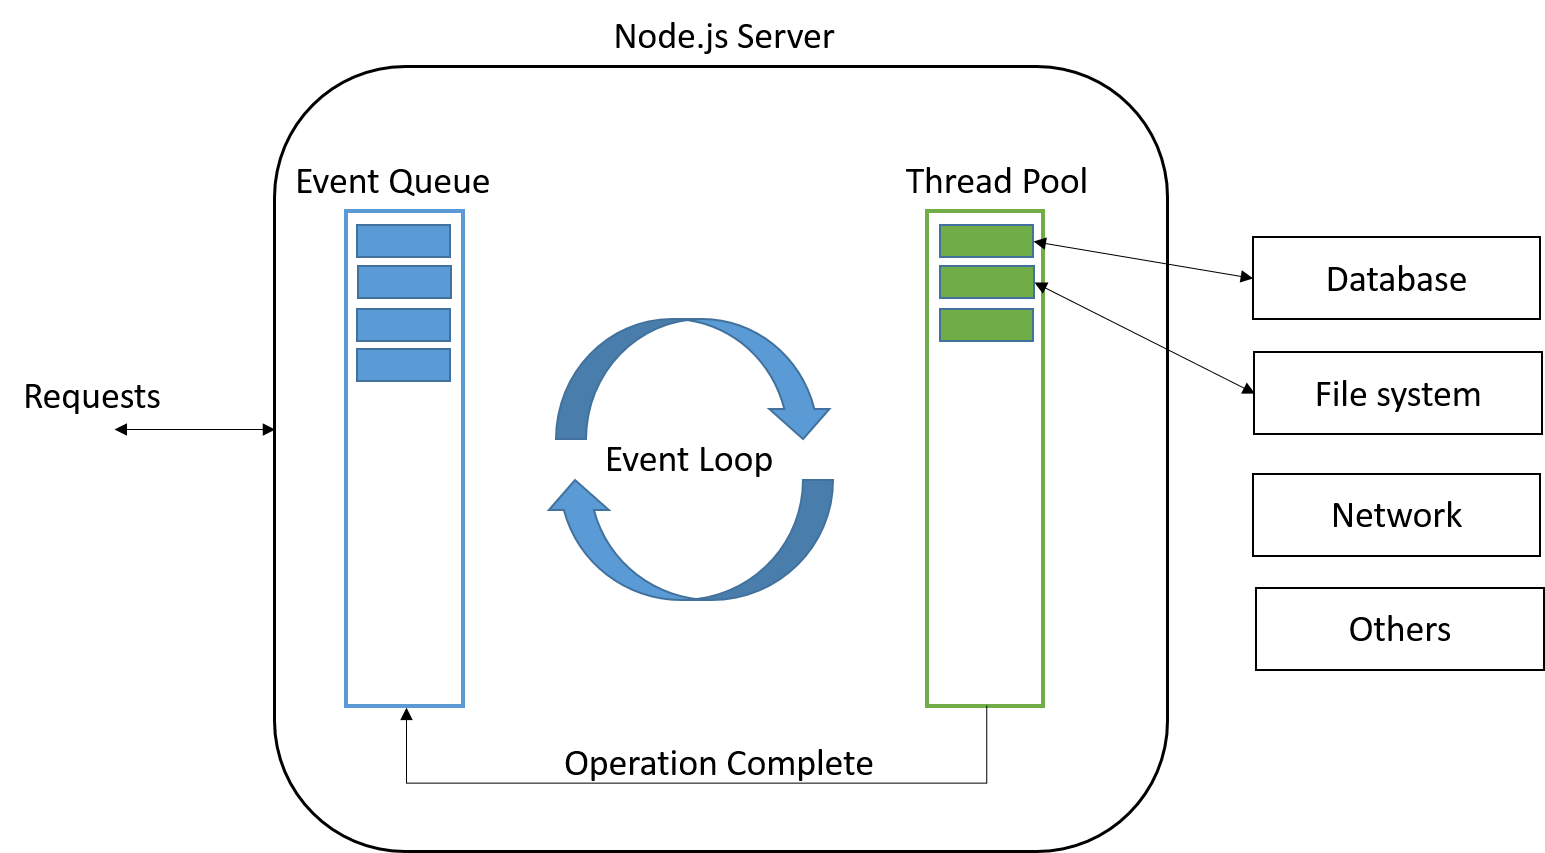 Node.js Server
Event Queue
Thread Pool
Database
File system
Requests
Event Loop
Network
Others
Operation Complete